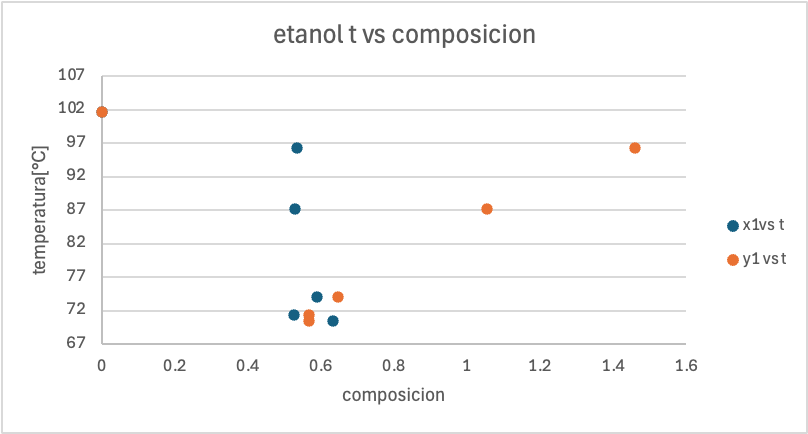 etanol t vs composicion
107
102
97
92
87
82
77
72
67
temperatura[°C]
0 0.2 0.4 0.6 0.8 1 1.2 1.4 1.6
composicion
x1vs t
y1 vs t